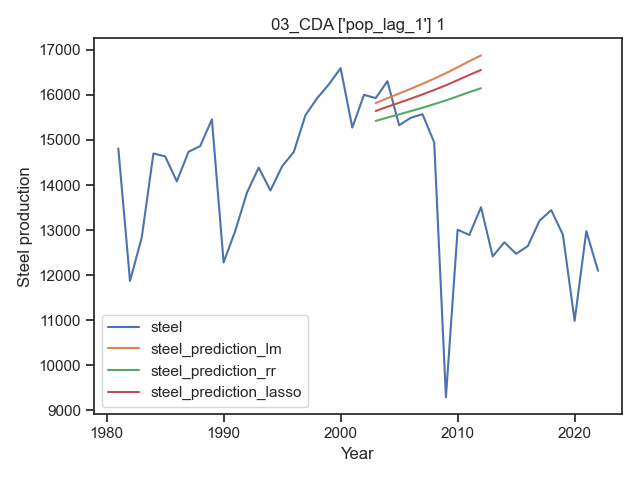 03_CDA ['pop_lag_1'] 1
17000
16000
15000
14000
13000
12000
11000
10000
9000
Steel production
steel
steel_prediction_lm
steel_prediction_rr
steel_prediction_lasso
1980 1990 2000 2010 2020
Year